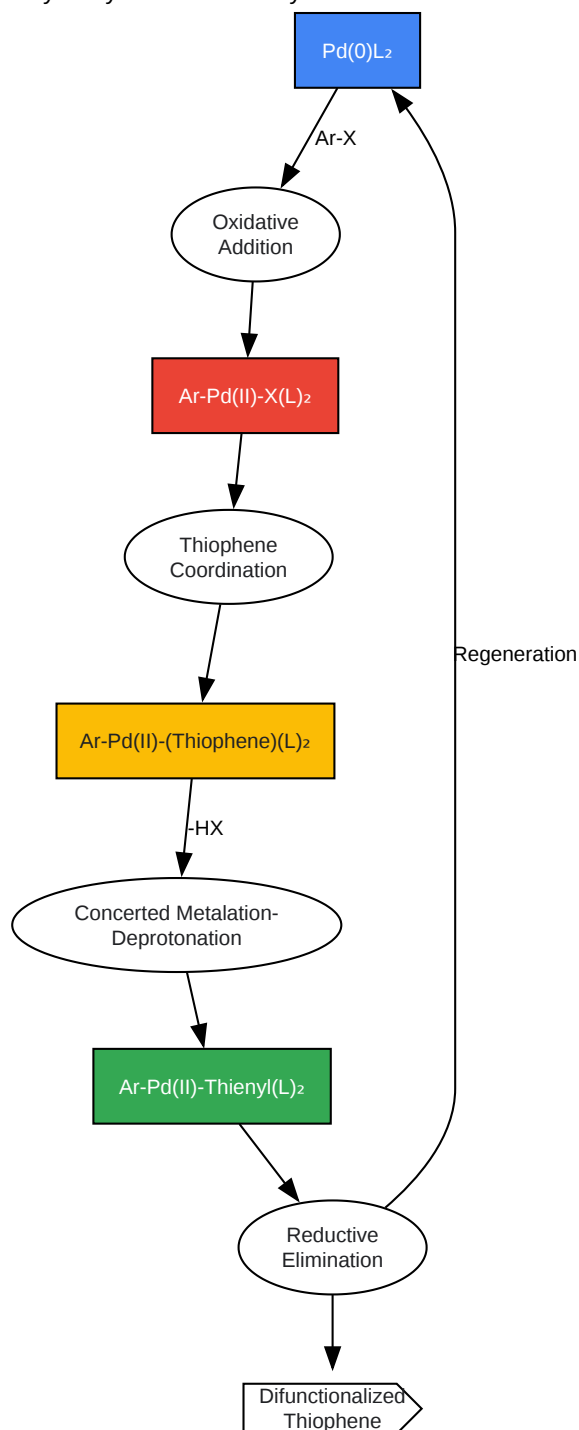 Pd(0)L₂
Ar-X
Oxidative
Addition
Ar-Pd(II)-X(L)₂
Thiophene
Coordination
Regeneration
Ar-Pd(II)-(Thiophene)(L)₂
-HX
Concerted Metalation-
Deprotonation
Ar-Pd(II)-Thienyl(L)₂
Reductive
Elimination
Difunctionalized
Thiophene